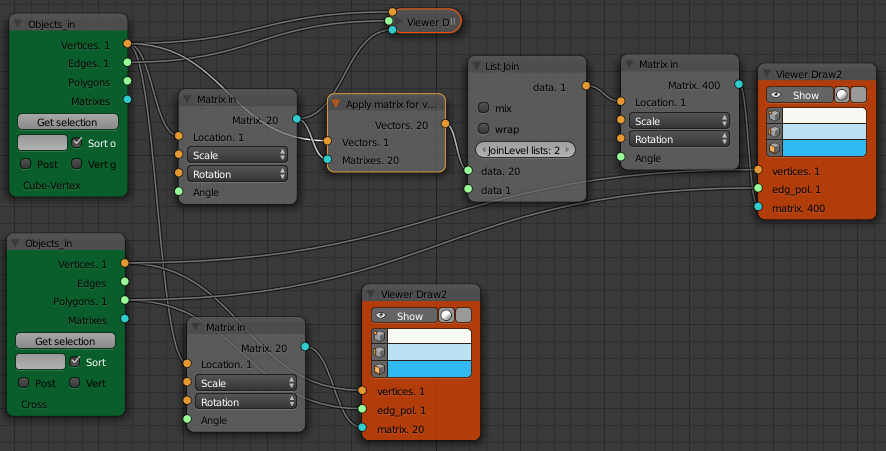 Objects_in
Vertices. 1
Edges. 1
Polygons
Matrixes
Get selection
Sort o
Post
Vert g
Cube-Vertex
Matrix in
Matrix. 20
Location. 1
Scale
Rotation
Angle
Viewer D
Apply matrix for v...
Vectors. 20
Vectors. 1
Matrixes. 20
List Join
data. 1
mix
wrap
JoinLevel lists: 2
data. 20
data 1
Matrix in
Matrix. 400
Location. 1
Scale
Rotation
Angle
Viewer Draw2
Show
vertices. 1
edg_pol. 1
matrix. 400
Objects_in
Vertices. 1
Edges
Polygons. 1
Matrixes
Get selection
Sort
Post
Vert
Cross
Matrix in
Matrix. 20
Location. 1
Scale
Rotation
Angle
Viewer Draw2
Show
vertices. 1
edg_pol. 1
matrix. 20